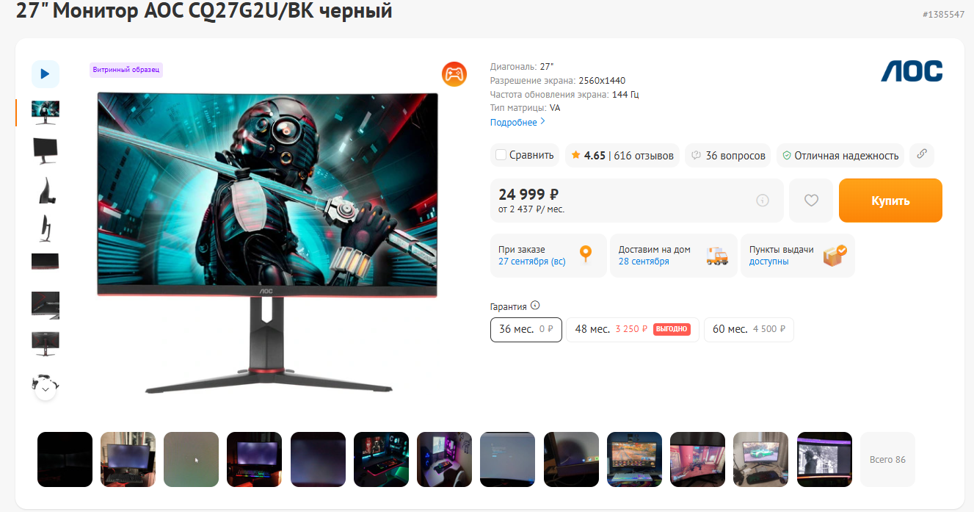 27" Монитор AOC CQ27G2U/BK черный
#1385547
Витринный образец
Диагональ: 27"
Разрешение экрана: 2560x1440
Частота обновления экрана: 144 Гц
Тип матрицы: VA
Подробнее
AOC
Сравнить
4.65 | 616 отзывов
36 вопросов
Отличная надежность
24 999 ₽
от 2 437 ₽/ мес.
Купить
При заказе
27 сентября (вс)
Доставим на дом
28 сентября
Пункты выдачи
доступны
AOC
Гарантия
36 мес. 0 ₽
48 мес. 3 250 ₽ ВЫГОДНО
60 мес. 4 500 ₽
Всего 86